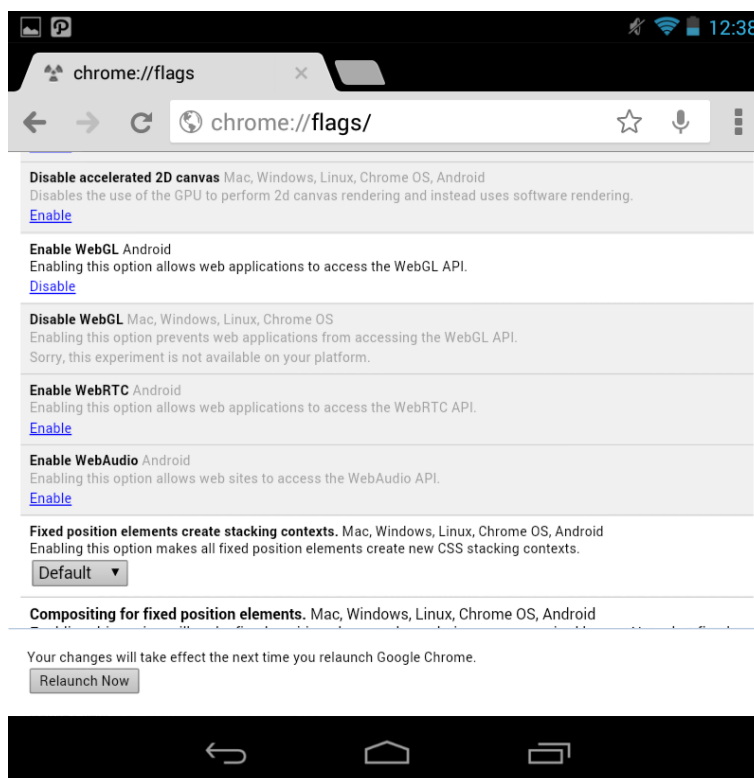 12:38
chrome://flags
chrome://flags/
Disable accelerated 2D canvas Mac, Windows, Linux, Chrome OS, Android
Disables the use of the GPU to perform 2d canvas rendering and instead uses software rendering.
Enable
Enable WebGL Android
Enabling this option allows web applications to access the WebGL API.
Disable
Disable WebGL Mac, Windows, Linux, Chrome OS
Enabling this option prevents web applications from accessing the WebGL API.
Sorry, this experiment is not available on your platform.
Enable WebRTC Android
Enabling this option allows web applications to access the WebRTC API.
Enable
Enable WebAudio Android
Enabling this option allows web sites to access the WebAudio API.
Enable
Fixed position elements create stacking contexts. Mac, Windows, Linux, Chrome OS, Android
Enabling this option makes all fixed position elements create new CSS stacking contexts.
Default
Compositing for fixed position elements. Mac, Windows, Linux, Chrome OS, Android
Your changes will take effect the next time you relaunch Google Chrome.
Relaunch Now